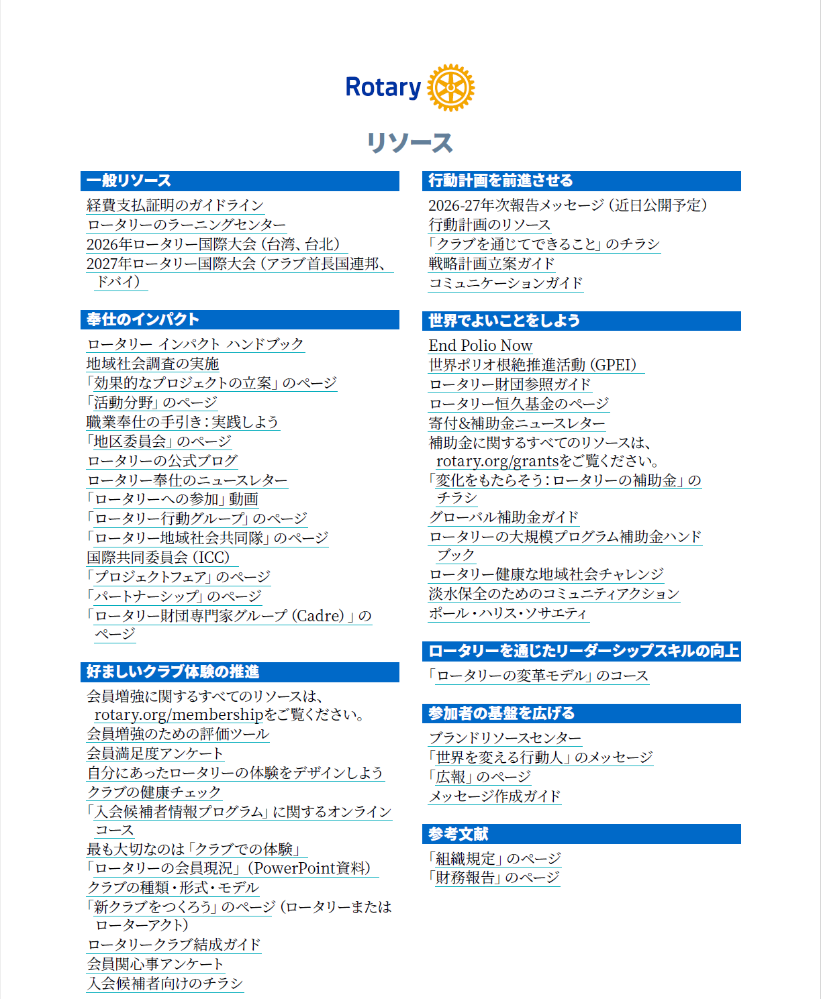 Rotary
リソース
一般リソース
経費支払証明のガイドライン
ロータリーのラーニングセンター
2026年ロータリー国際大会（台湾、台北）
2027年ロータリー国際大会（アラブ首長国連邦、
ドバイ）
奉仕のインパクト
ロータリー インパクト ハンドブック
地域社会調査の実施
「効果的なプロジェクトの立案」のページ
「活動分野」のページ
職業奉仕の手引き：実践しよう
「地区委員会」のページ
ロータリーの公式ブログ
ロータリー奉仕のニュースレター
「ロータリーへの参加」動画
「ロータリー行動グループ」のページ
「ロータリー地域社会共同隊」のページ
国際共同委員会（ICC）
「プロジェクトフェア」のページ
「パートナーシップ」のページ
「ロータリー財団専門家グループ（Cadre）」の
ページ
好ましいクラブ体験の推進
会員増強に関するすべてのリソースは、
rotary.org/membershipをご覧ください。
会員増強のための評価ツール
会員満足度アンケート
自分にあったロータリーの体験をデザインしよう
クラブの健康チェック
「入会候補者情報プログラム」に関するオンライン
コース
最も大切なのは「クラブでの体験」
「ロータリーの会員現況」（PowerPoint資料）
クラブの種類・形式・モデル
「新クラブをつくろう」のページ（ロータリーまたは
ローターアクト）
ロータリークラブ結成ガイド
会員関心事アンケート
入会候補者向けのチラシ
行動計画を前進させる
2026-27年次報告メッセージ（近日公開予定）
行動計画のリソース
「クラブを通じてできること」のチラシ
戦略計画立案ガイド
コミュニケーションガイド
世界でよいことをしよう
End Polio Now
世界ポリオ根絶推進活動（GPEI）
ロータリー財団参照ガイド
ロータリー恒久基金のページ
寄付&補助金ニュースレター
補助金に関するすべてのリソースは、
rotary.org/grantsをご覧ください。
「変化をもたらそう：ロータリーの補助金」の
チラシ
グローバル補助金ガイド
ロータリーの大規模プログラム補助金ハンド
ブック
ロータリー健康な地域社会チャレンジ
淡水保全のためのコミュニティアクション
ポール・ハリス・ソサエティ
ロータリーを通じたリーダーシップスキルの向上
「ロータリーの変革モデル」のコース
参加者の基盤を広げる
ブランドリソースセンター
「世界を変える行動人」のメッセージ
「広報」のページ
メッセージ作成ガイド
参考文献
「組織規定」のページ
「財務報告」のページ